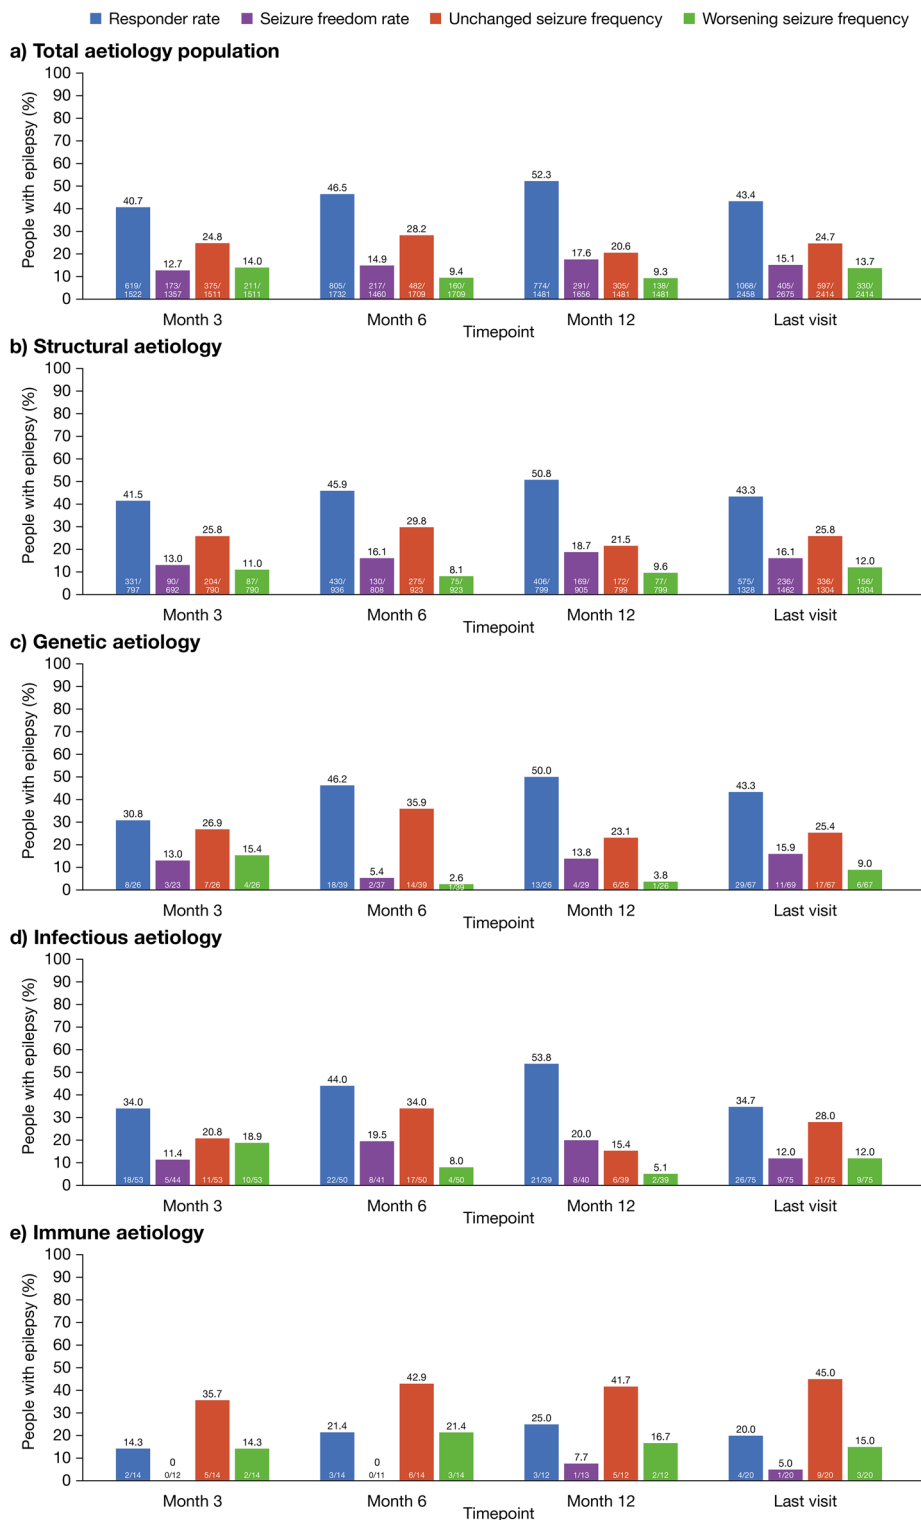 Responder rate Seizure freedom rate Unchanged seizure frequency Worsening seizure frequency
a) Total aetiology population
People with epilepsy (%)
100
90
80
70
60
50
40
30
20
10
0
40.7 12.7 24.8 14.0
46.5 14.9 28.2 9.4
52.3 17.6 20.6 9.3
43.4 15.1 24.7 13.7
619/ 173/ 375/ 211/ 805/ 217/ 482/ 160/ 774/ 291/ 305/ 138/ 1068/ 405/ 597/ 330/
1522 1357 1511 1511 1732 1460 1709 1709 1481 1656 1481 1481 2458 2675 2414 2414
Month 3 Month 6 Month 12 Last visit
Timepoint
b) Structural aetiology
People with epilepsy (%)
100
90
80
70
60
50
40
30
20
10
0
41.5 13.0 25.8 11.0
45.9 16.1 29.8 8.1
50.8 18.7 21.5 9.6
43.3 16.1 25.8 12.0
331/ 90/ 204/ 87/ 430/ 130/ 275/ 75/ 406/ 169/ 172/ 77/ 575/ 236/ 336/ 156/
797 692 790 790 936 808 923 923 799 905 799 799 1328 1462 1304 1304
Month 3 Month 6 Month 12 Last visit
Timepoint
c) Genetic aetiology
People with epilepsy (%)
100
90
80
70
60
50
40
30
20
10
0
30.8 13.0 26.9 15.4
46.2 5.4 35.9 2.6
50.0 13.8 23.1 3.8
43.3 15.9 25.4 9.0
8/26 3/23 7/26 4/26 18/39 2/37 14/39 1/39 13/26 4/29 6/26 1/26 29/67 11/69 17/67 6/67
Month 3 Month 6 Month 12 Last visit
Timepoint
d) Infectious aetiology
People with epilepsy (%)
100
90
80
70
60
50
40
30
20
10
0
34.0 11.4 20.8 18.9
44.0 19.5 34.0 8.0
53.8 20.0 15.4 5.1
34.7 12.0 28.0 12.0
18/53 5/44 11/53 10/53 22/50 8/41 17/50 4/50 21/39 8/40 6/39 2/39 26/75 9/75 21/75 9/75
Month 3 Month 6 Month 12 Last visit
Timepoint
e) Immune aetiology
People with epilepsy (%)
100
90
80
70
60
50
40
30
20
10
0
14.3 0 35.7 14.3
21.4 0 42.9 21.4
25.0 7.7 41.7 16.7
20.0 5.0 45.0 15.0
2/14 0/12 5/14 2/14 3/14 0/11 6/14 3/14 3/12 1/13 5/12 2/12 4/20 1/20 9/20 3/20
Month 3 Month 6 Month 12 Last visit
Timepoint